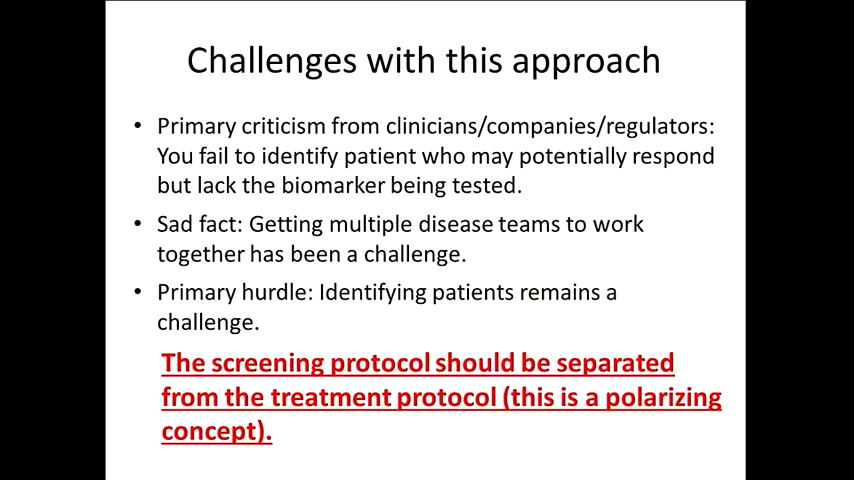 Challenges with this approach
• Primary criticism from clinicians/companies/regulators:
You fail to identify patient who may potentially respond
but lack the biomarker being tested.
• Sad fact: Getting multiple disease teams to work
together has been a challenge.
• Primary hurdle: Identifying patients remains a
challenge.
The screening protocol should be separated
from the treatment protocol (this is a polarizing
concept).